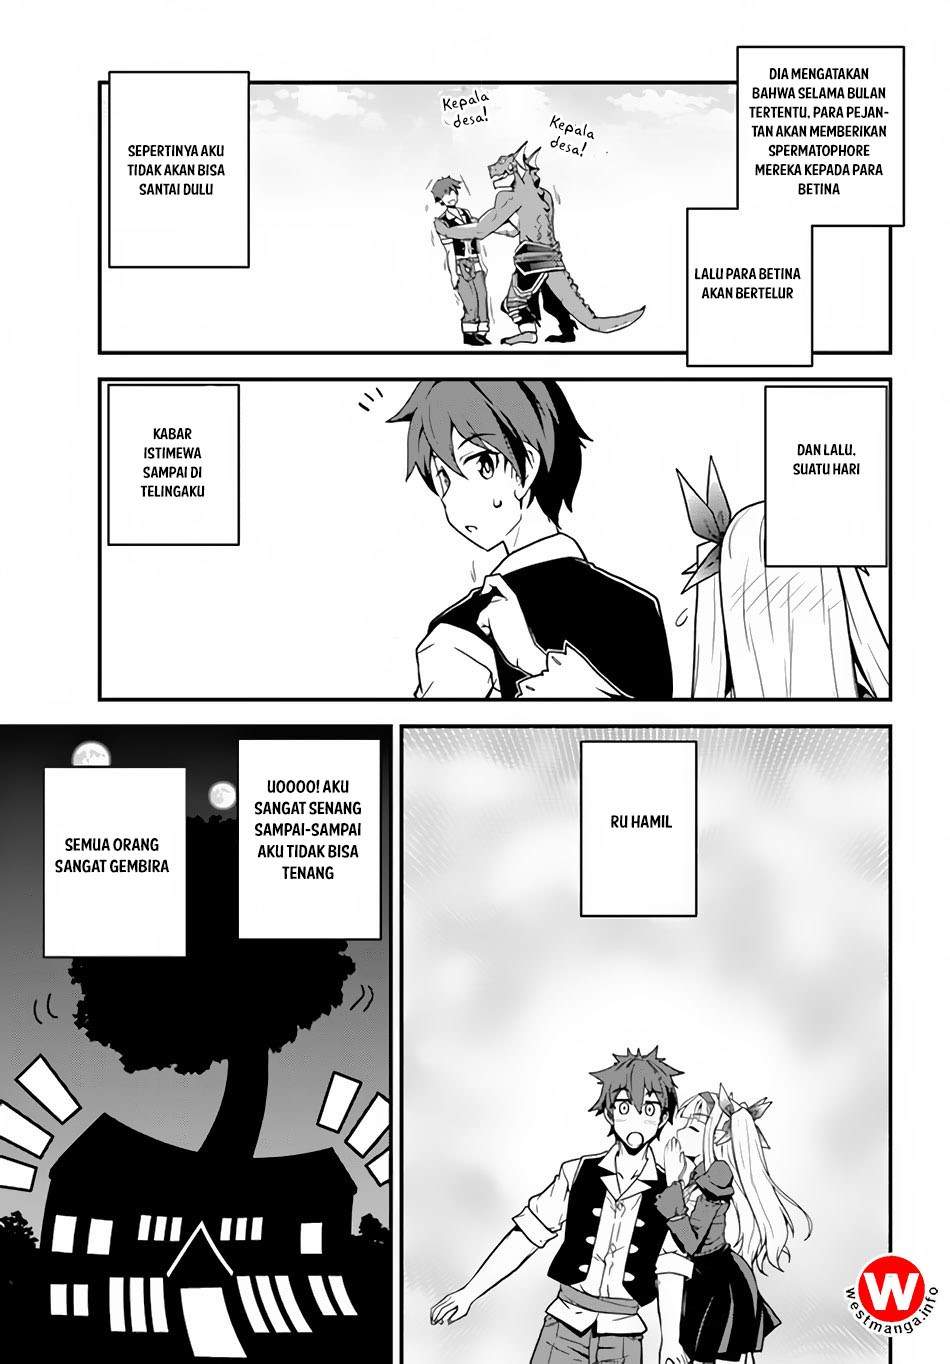 DIA MENGATAKAN
BAHWA SELAMA BULAN
TERTENTU, PARA PEJAN-
TAN AKAN MEMBERIKAN
SPERMATOPHORE
MEREKA KEPADA PARA
BETINA
LALU PARA BETINA
AKAN BERTELUR
Kepala
desa!
Kepala
desa!
SEPERTINYA AKU
TIDAK AKAN BISA
SANTAI DULU
DAN LALU,
SUATU HARI
KABAR
ISTIMEWA
SAMPAI DI
TELINGAKU
RU HAMIL
UOOOO! AKU
SANGAT SENANG
SAMPAI-SAMPAI
AKU TIDAK BISA
TENANG
SEMUA ORANG
SANGAT GEMBIRA
W
westmanga.info